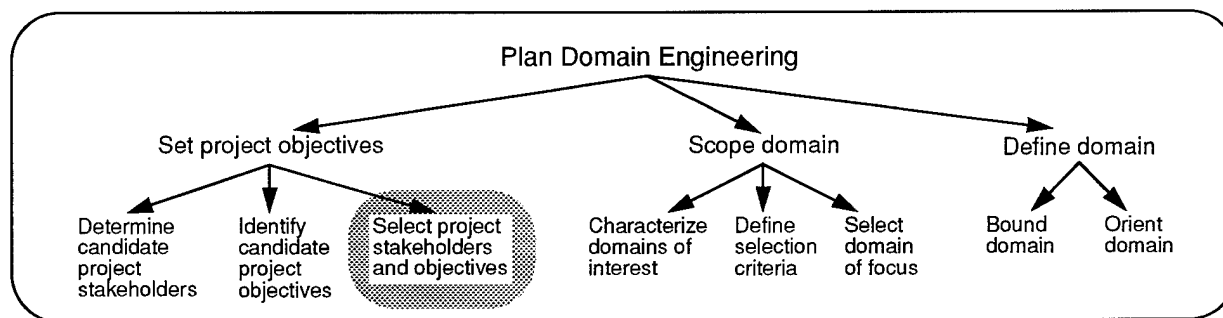 Plan Domain Engineering
Set project objectives
Scope domain
Define domain
Determine
candidate
project
stakeholders
Identify
candidate
project
objectives
Select project
stakeholders
and objectives
Characterize
domains of
interest
Define
selection
criteria
Select
domain
of focus
Bound
domain
Orient
domain